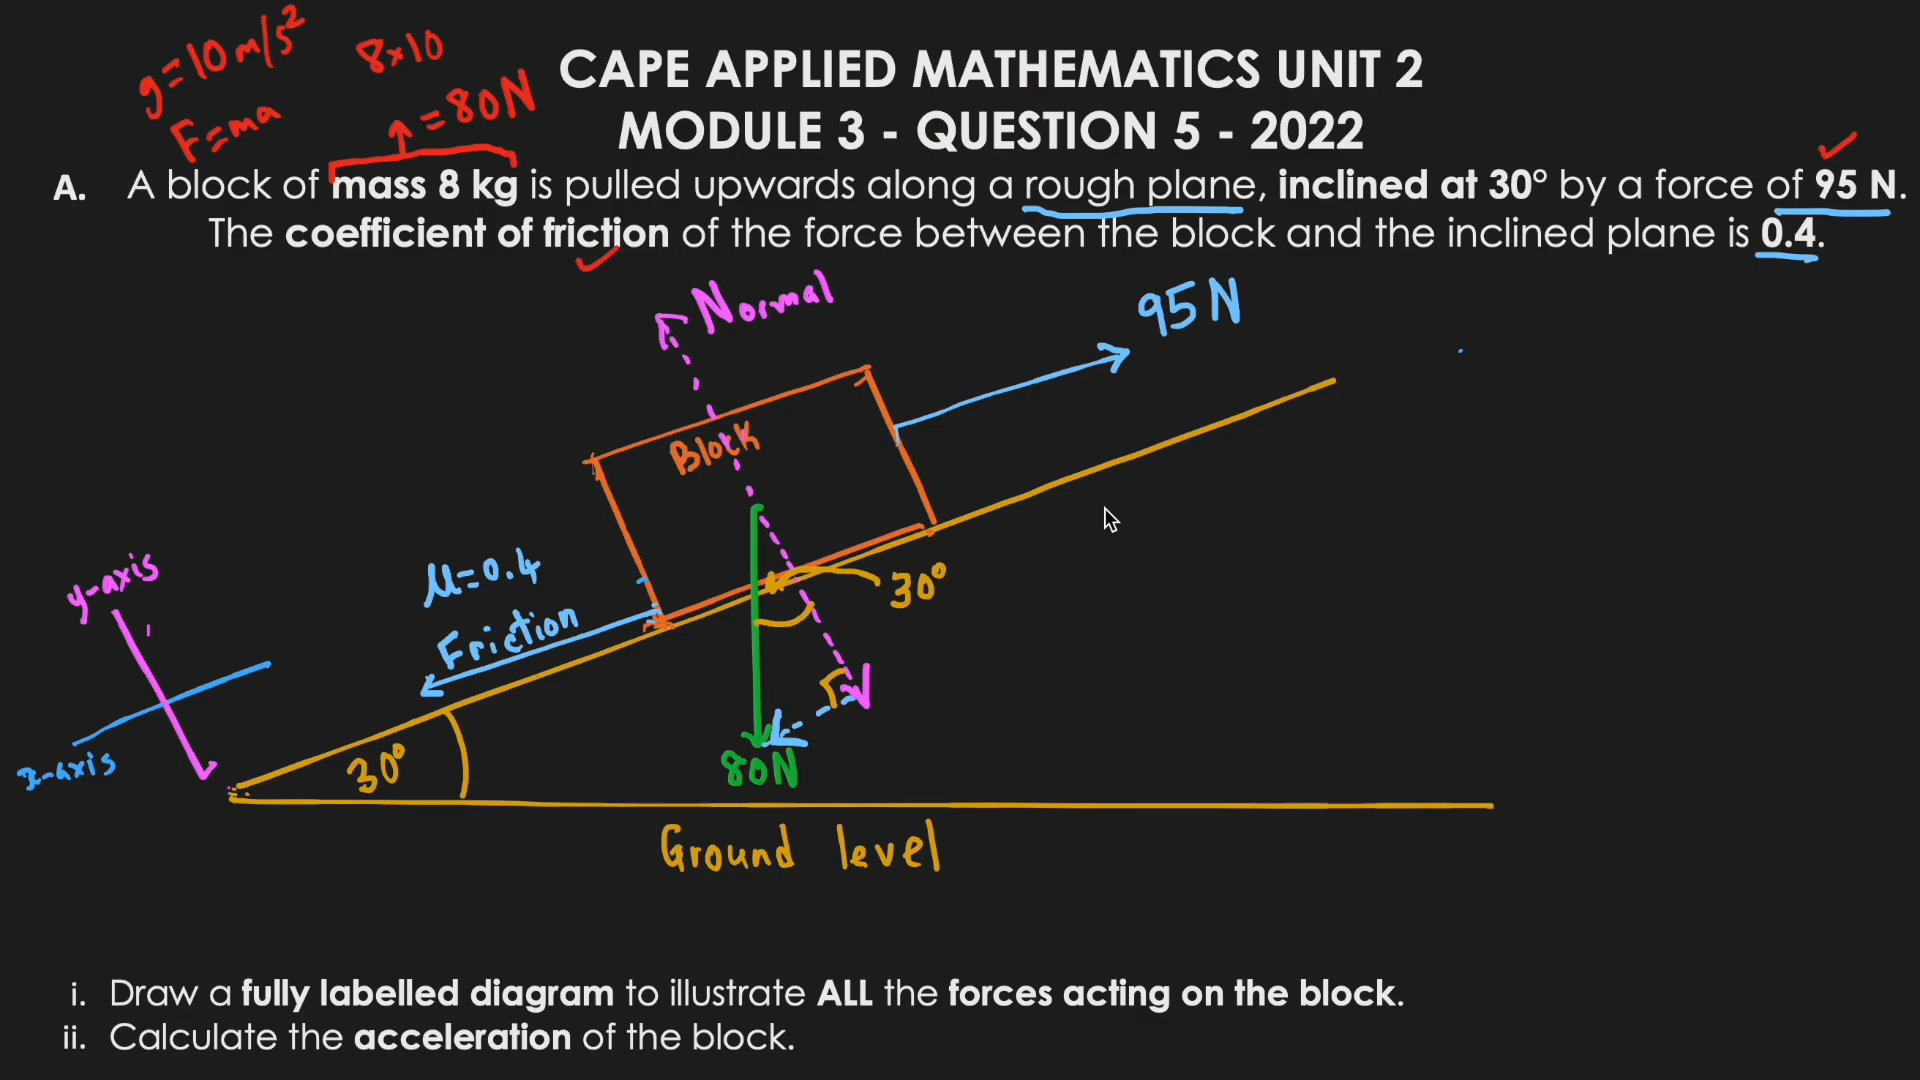 g=10m/s²
8×10
=80N
F=ma
CAPE APPLIED MATHEMATICS UNIT 2
MODULE 3 - QUESTION 5 - 2022
A. A block of mass 8 kg is pulled upwards along a rough plane, inclined at 30° by a force of 95 N.
The coefficient of friction of the force between the block and the inclined plane is 0.4.
Normal
95N
Block
μ=0.4
Friction
30°
y-axis
x-axis
30°
80N
Ground level
i. Draw a fully labelled diagram to illustrate ALL the forces acting on the block.
ii. Calculate the acceleration of the block.